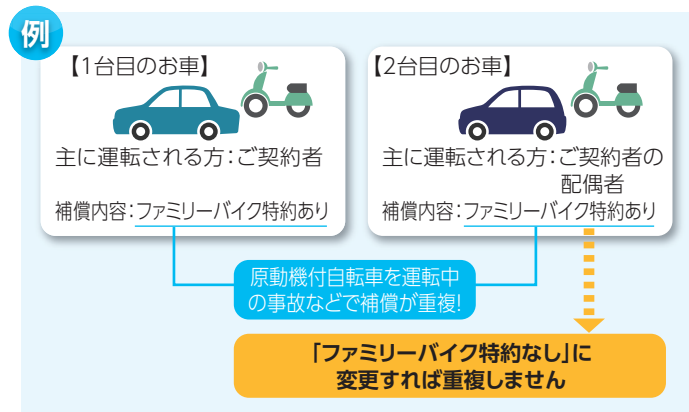 例
【1台目のお車】
主に運転される方：ご契約者
補償内容：ファミリーバイク特約あり
【2台目のお車】
主に運転される方：ご契約者の
配偶者
補償内容：ファミリーバイク特約あり
原動機付自転車を運転中
の事故などで補償が重複!
「ファミリーバイク特約なし」に
変更すれば重複しません